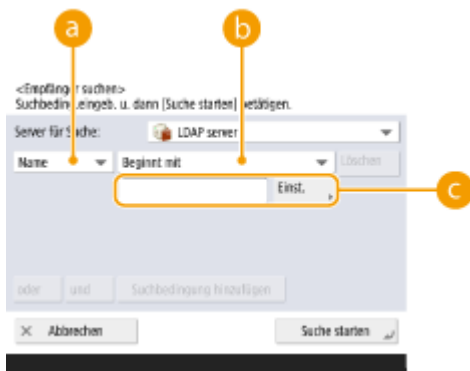 a b
<Empfänger suchen>
Suchbeding.eingeb. u. dann [Suche starten] betätigen.
Server für Suche: LDAP server
Name Beginnt mit Löschen
Einst. c
oder und Suchbedingung hinzufügen
Abbrechen Suche starten